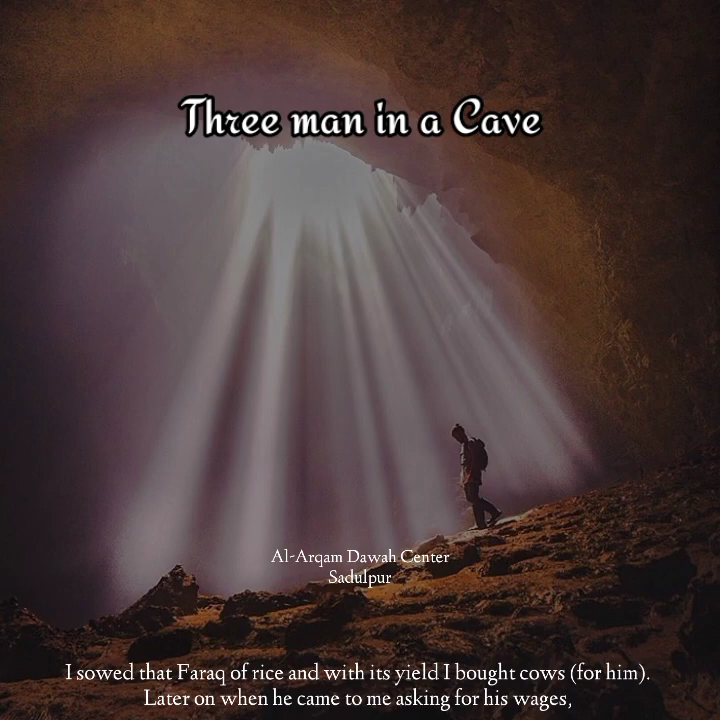 Three man in a Cave
Al-Arqam Dawah Center
Sadulpur
I sowed that Faraq of rice and with its yield I bought cows (for him).
Later on when he came to me asking for his wages,